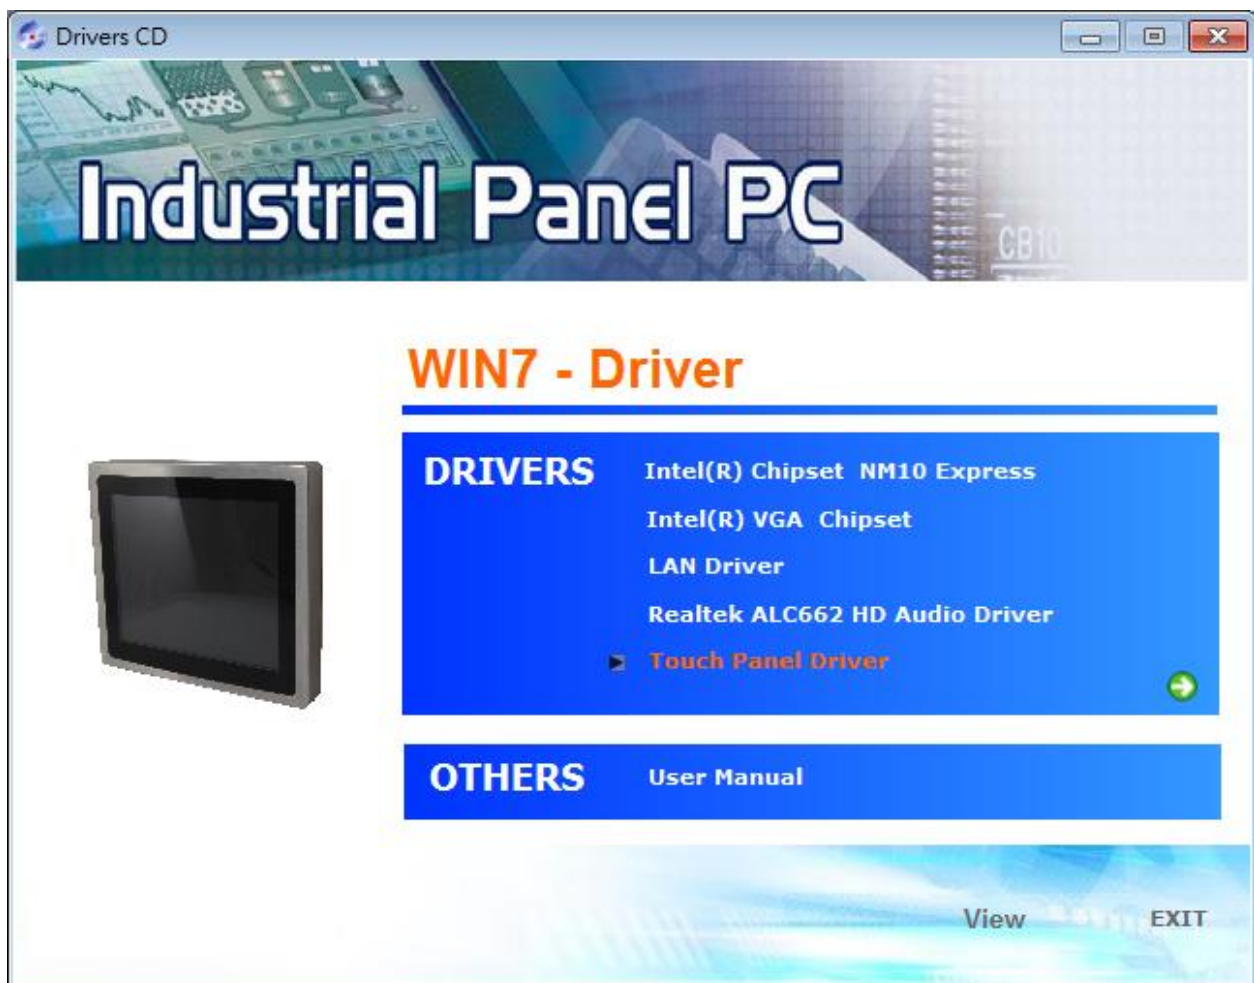 Drivers CD
Industrial Panel PC
CB10
WIN7 - Driver
DRIVERS
Intel(R) Chipset NM10 Express
Intel(R) VGA Chipset
LAN Driver
Realtek ALC662 HD Audio Driver
Touch Panel Driver
OTHERS
User Manual
View
EXIT